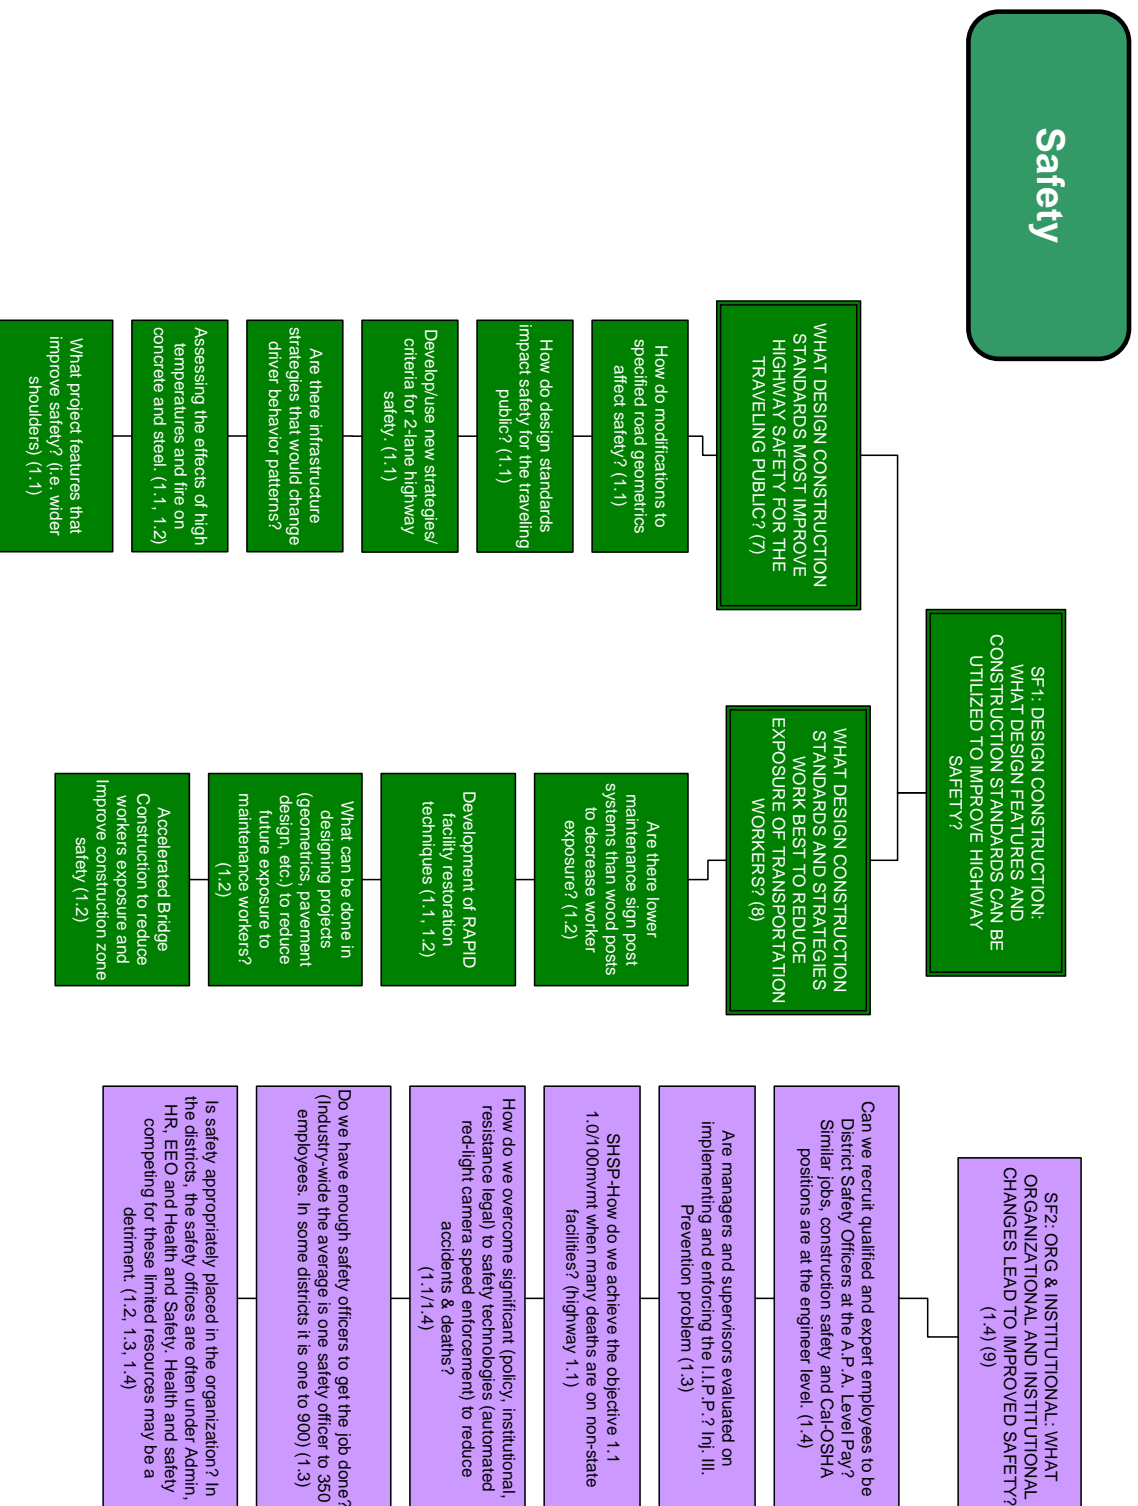 Safety
SF1: DESIGN CONSTRUCTION:
WHAT DESIGN FEATURES AND
CONSTRUCTION STANDARDS CAN BE
UTILIZED TO IMPROVE HIGHWAY
SAFETY?
WHAT DESIGN CONSTRUCTION
STANDARDS MOST IMPROVE
HIGHWAY SAFETY FOR THE
TRAVELING PUBLIC? (7)
How do modifications to
specified road geometrics
affect safety? (1.1)
How do design standards
impact safety for the traveling
public? (1.1)
Develop/use new strategies/
criteria for 2-lane highway
safety. (1.1)
Are there infrastructure
strategies that would change
driver behavior patterns?
Assessing the effects of high
temperatures and fire on
concrete and steel. (1.1, 1.2)
What project features that
improve safety? (i.e. wider
shoulders) (1.1)
WHAT DESIGN CONSTRUCTION
STANDARDS AND STRATEGIES
WORK BEST TO REDUCE
EXPOSURE OF TRANSPORTATION
WORKERS? (8)
Are there lower
maintenance sign post
systems than wood posts
to decrease worker
exposure? (1.2)
Development of RAPID
facility restoration
techniques (1.1, 1.2)
What can be done in
designing projects
(geometrics, pavement
design, etc.) to reduce
future exposure to
maintenance workers?
(1.2)
Accelerated Bridge
Construction to reduce
workers exposure and
Improve construction zone
safety (1.2)
SF2: ORG & INSTITUTIONAL: WHAT
ORGANIZATIONAL AND INSTITUTIONAL
CHANGES LEAD TO IMPROVED SAFETY?
(1.4) (9)
Can we recruit qualified and expert employees to be
District Safety Officers at the A.P.A. Level Pay?
Similar jobs, construction safety and Cal-OSHA
positions are at the engineer level. (1.4)
Are managers and supervisors evaluated on
implementing and enforcing the I.I.P.P.? Inj. Ill.
Prevention problem (1.3)
SHSP-How do we achieve the objective 1.1
1.0/100mvmt when many deaths are on non-state
facilities? (highway 1.1)
How do we overcome significant (policy, institutional,
resistance legal) to safety technologies (automated
red-light camera speed enforcement) to reduce
accidents & deaths?
(1.1/1.4)
Do we have enough safety officers to get the job done?
(Industry-wide the average is one safety officer to 350
employees. In some districts it is one to 900) (1.3)
Is safety appropriately placed in the organization? In
the districts, the safety offices are often under Admin,
HR, EEO and Health and Safety. Health and safety
competing for these limited resources may be a
detriment. (1.2, 1.3, 1.4)